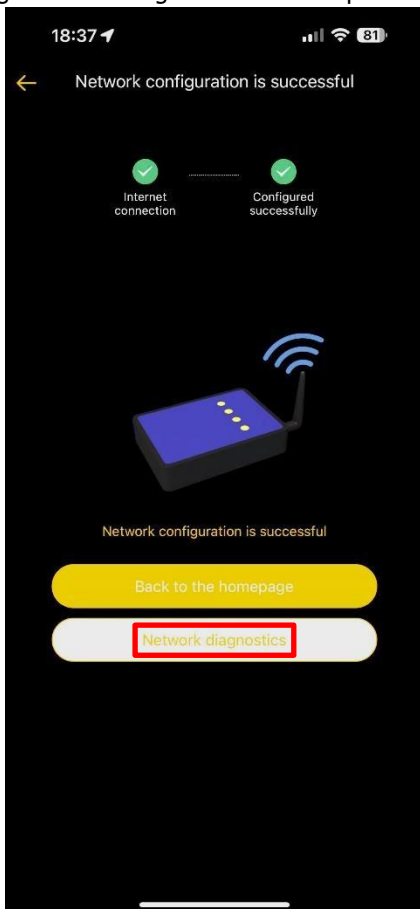 18:37
81
Network configuration is successful
Internet
connection
Configured
successfully
Network configuration is successful
Back to the homepage
Network diagnostics